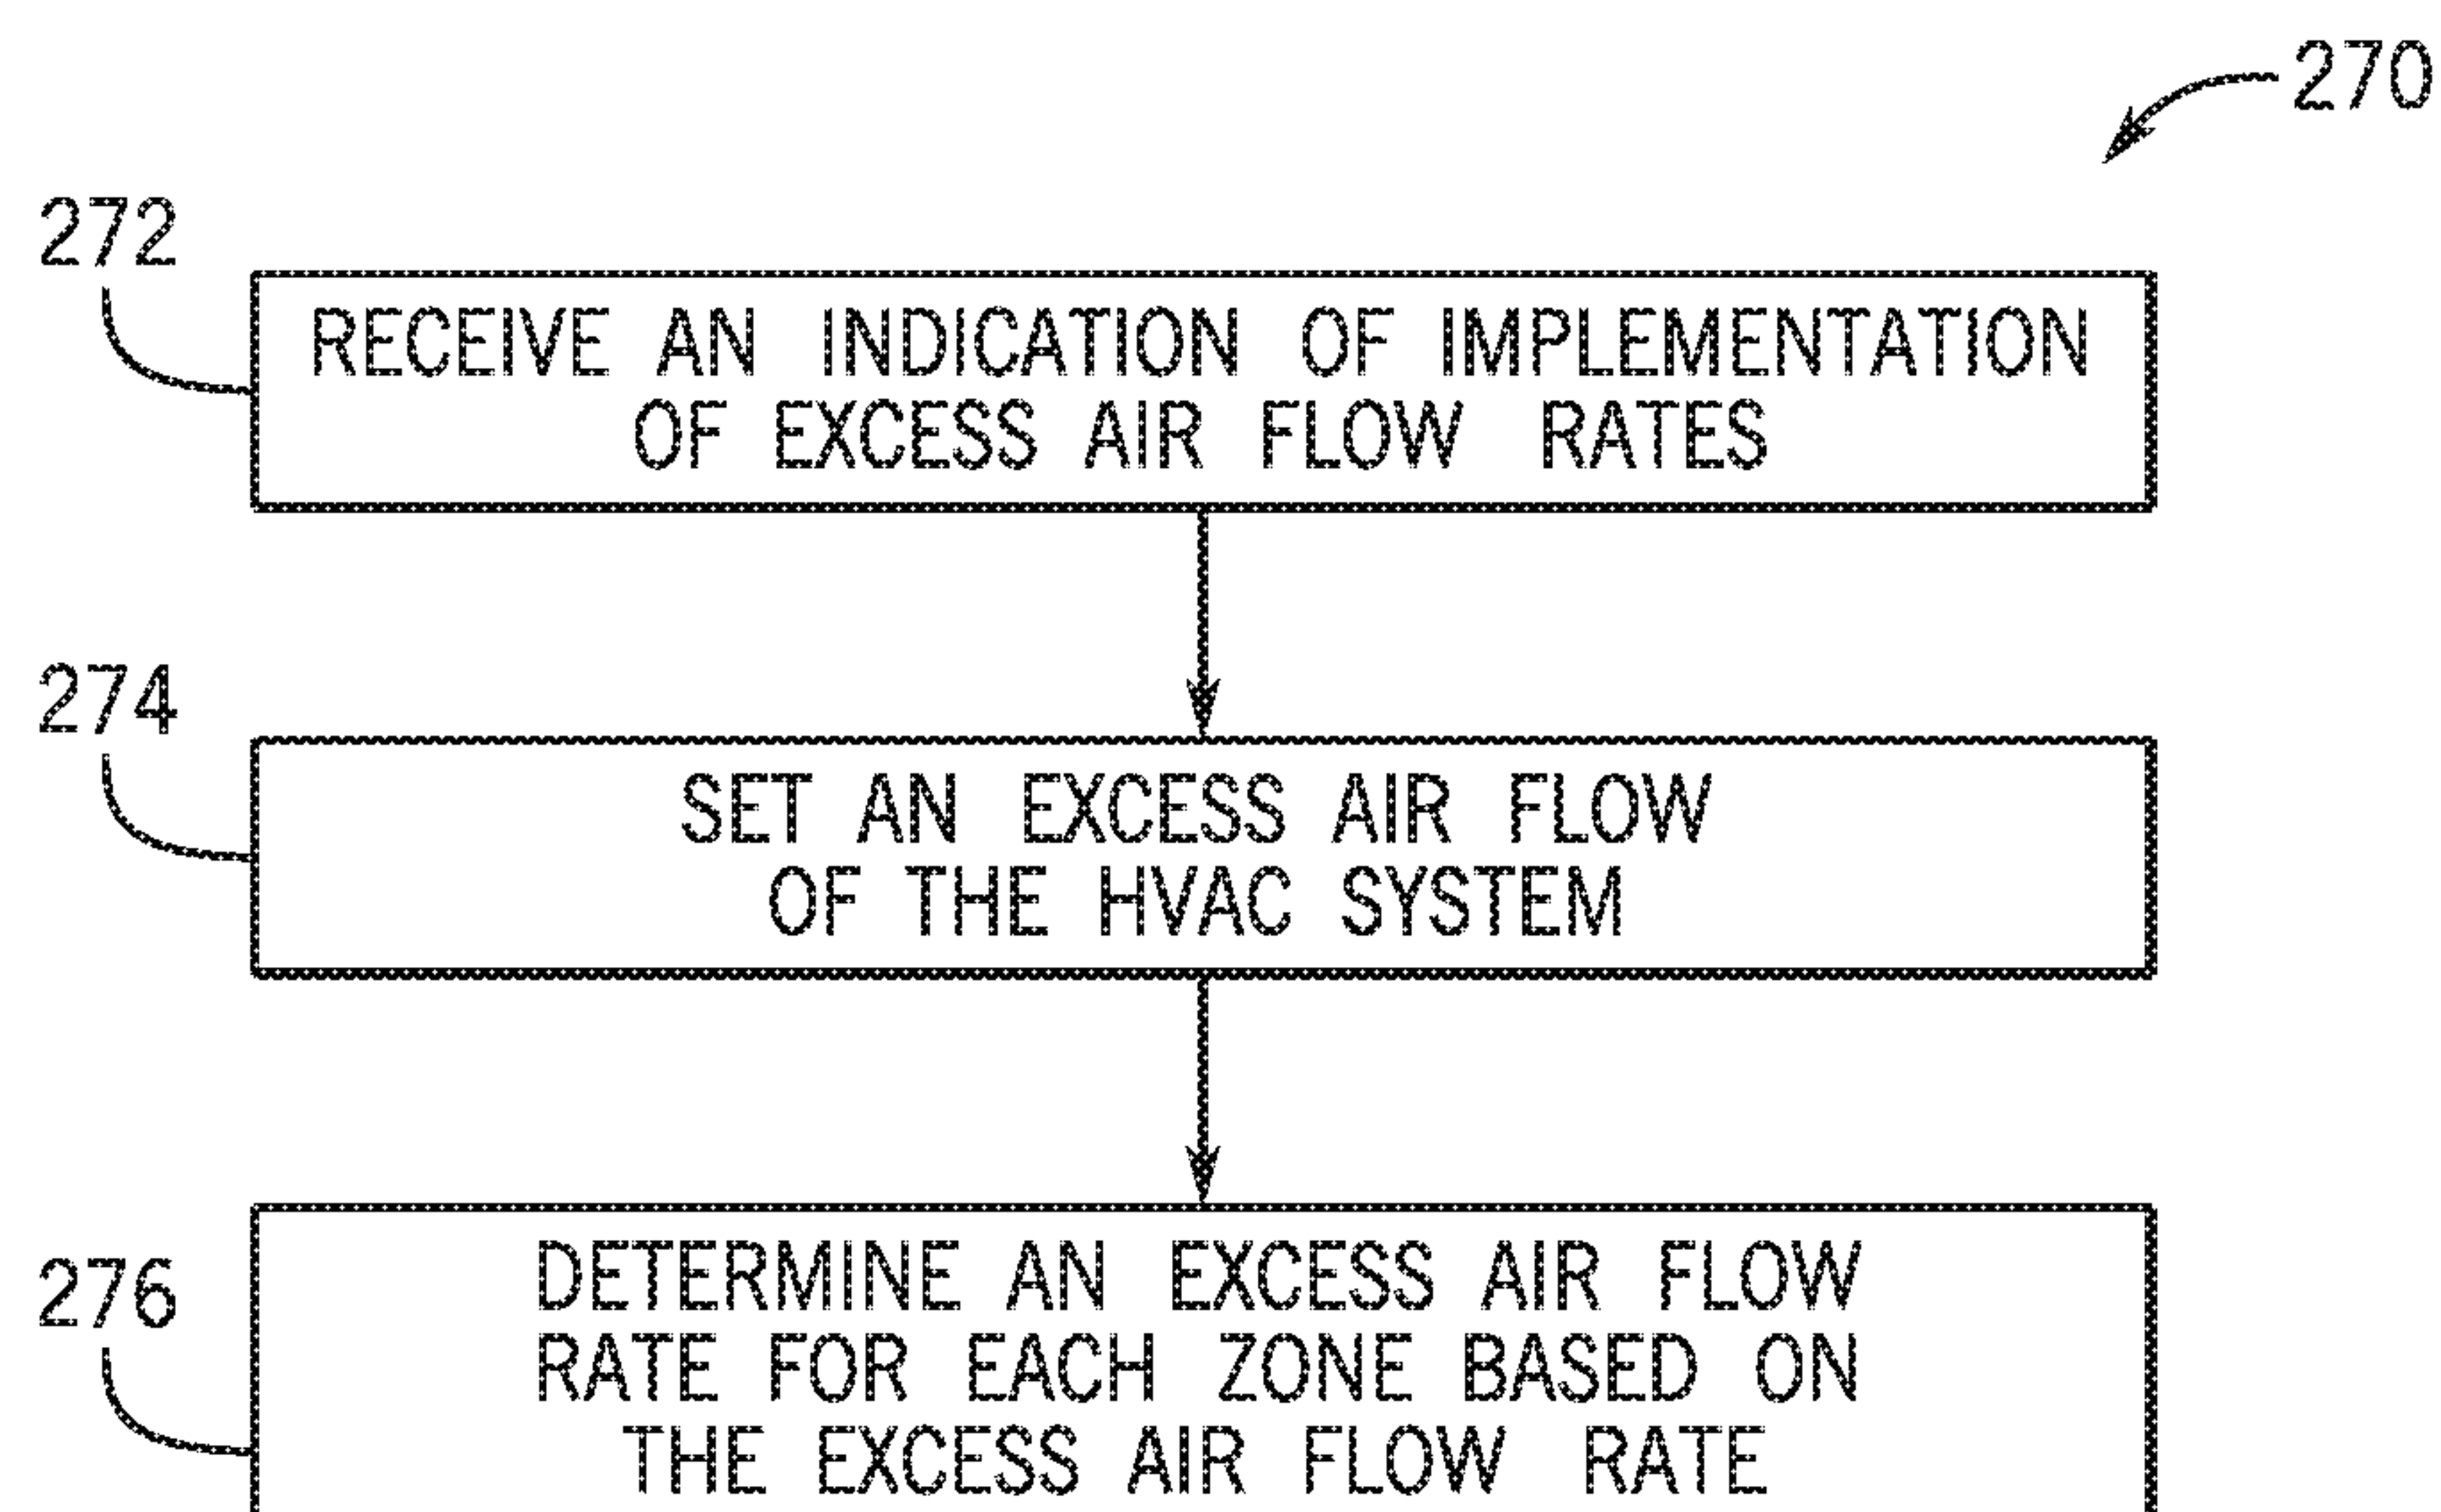 270
272
RECEIVE AN INDICATION OF IMPLEMENTATION
OF EXCESS AIR FLOW RATES
274
SET AN EXCESS AIR FLOW
OF THE HVAC SYSTEM
276
DETERMINE AN EXCESS AIR FLOW
RATE FOR EACH ZONE BASED ON
THE EXCESS AIR FLOW RATE